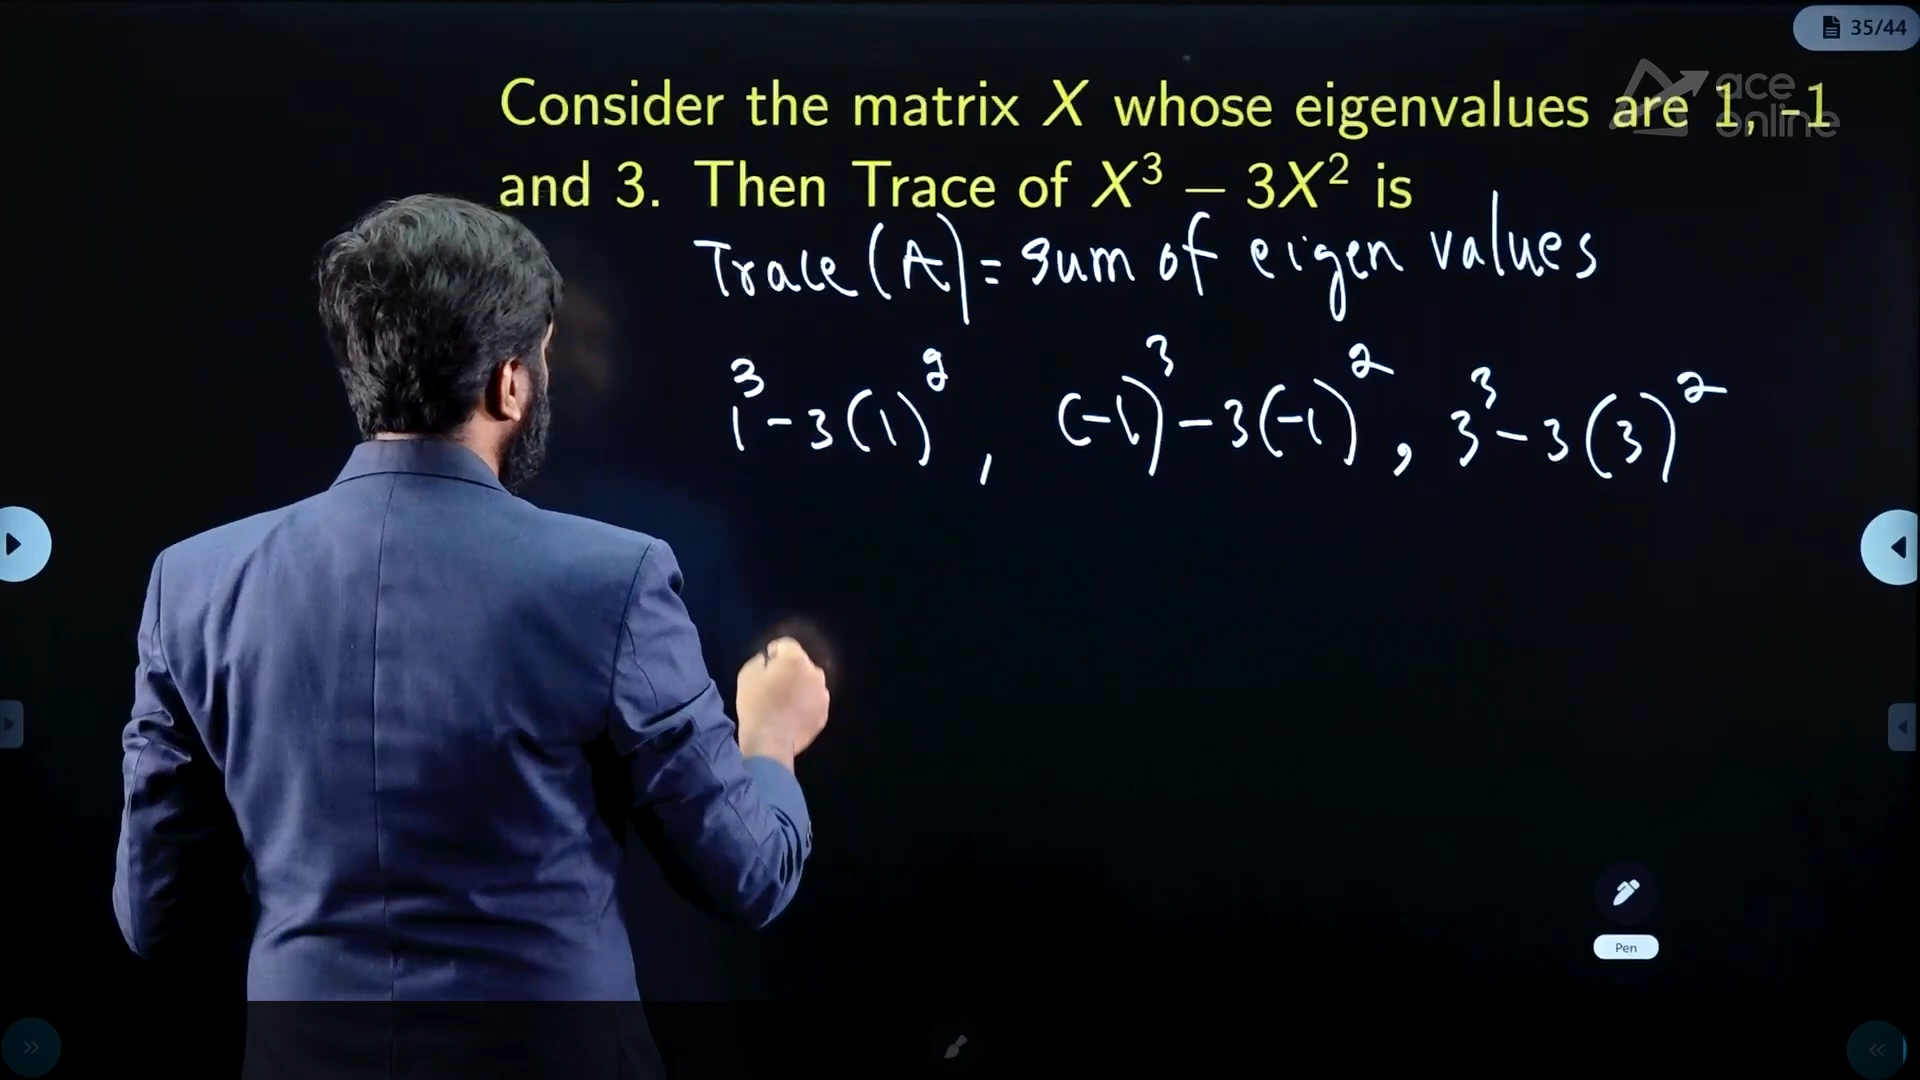 35/44
ace
online
Consider the matrix X whose eigenvalues are 1, -1
and 3. Then Trace of X³ − 3X² is
Trace(A) = Sum of eigen values
1³ - 3(1)² , (-1)³ - 3(-1)² , 3³ - 3(3)²
Pen